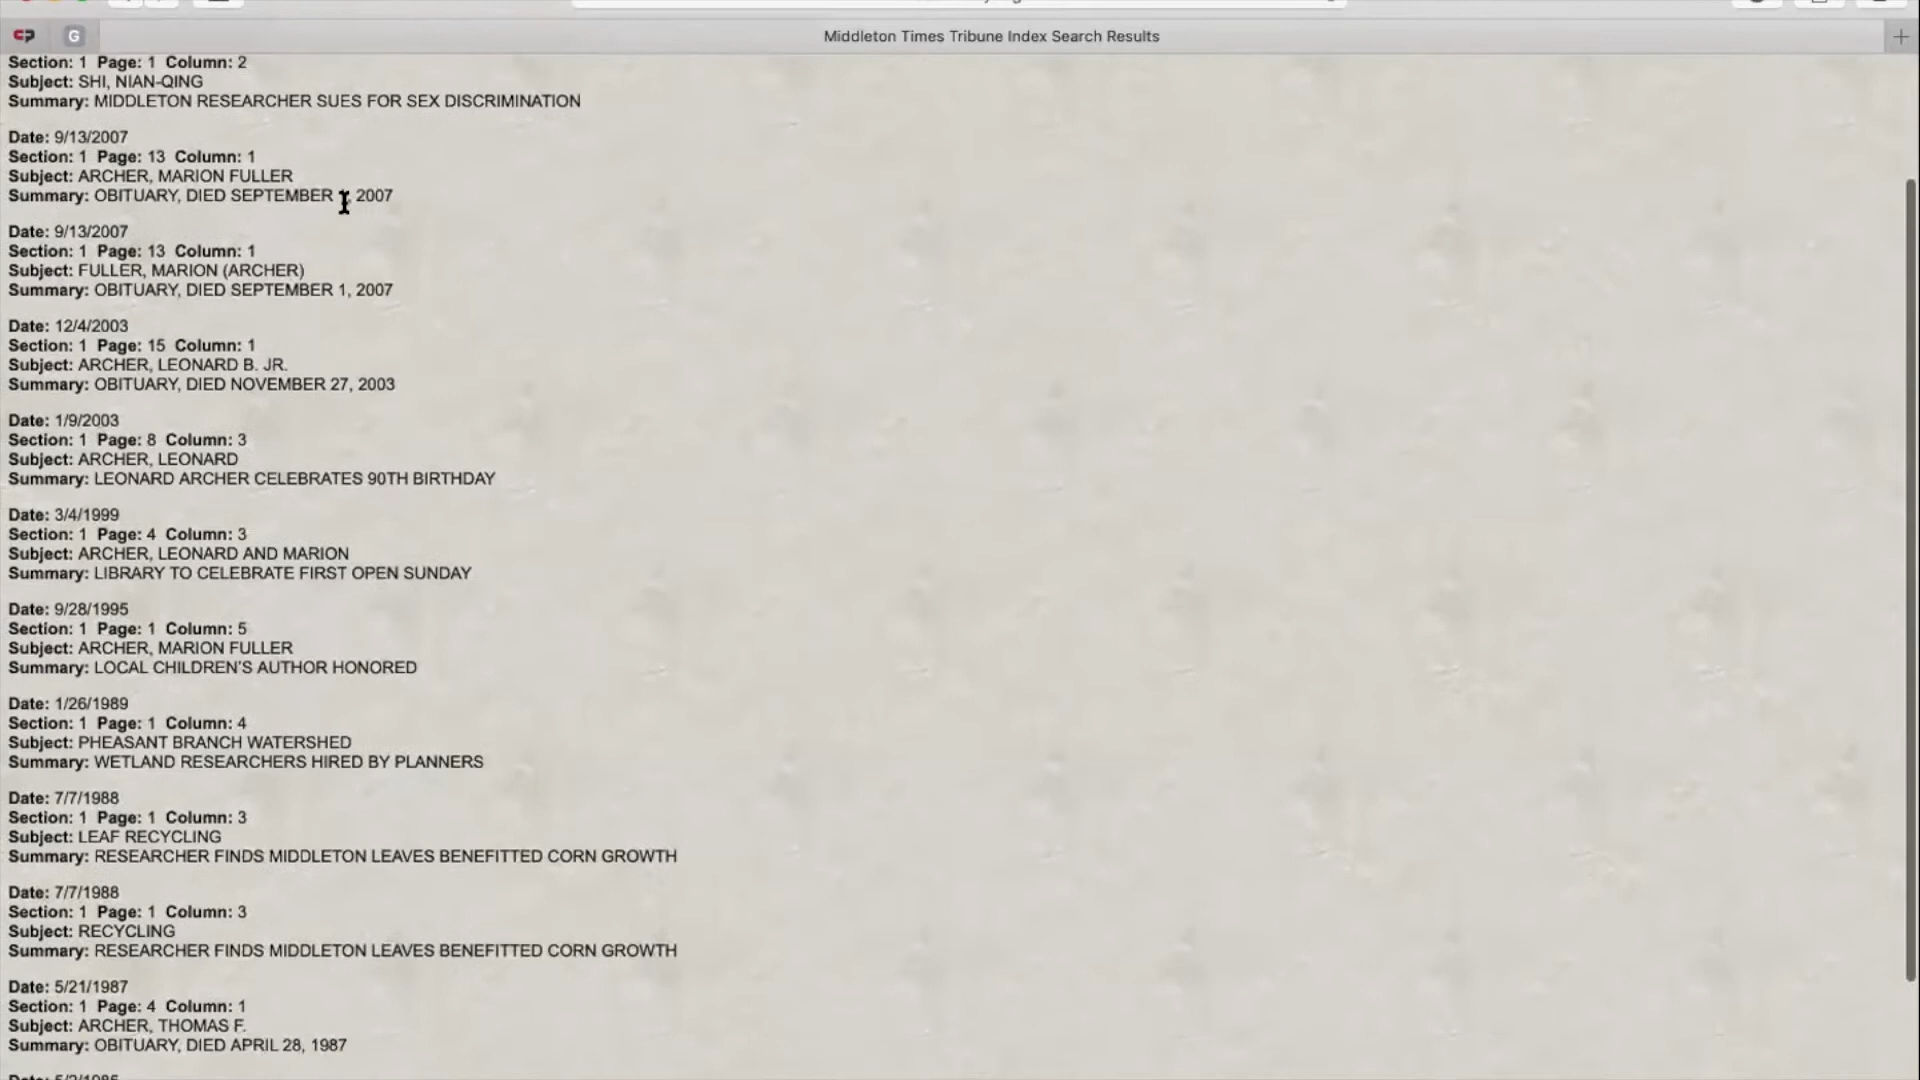 Middleton Times Tribune Index Search Results
G
Section: 1 Page: 1 Column: 2
Subject: SHI, NIAN-QING
Summary: MIDDLETON RESEARCHER SUES FOR SEX DISCRIMINATION
Date: 9/13/2007
Section: 1 Page: 13 Column: 1
Subject: ARCHER, MARION FULLER
Summary: OBITUARY, DIED SEPTEMBER , 2007
Date: 9/13/2007
Section: 1 Page: 13 Column: 1
Subject: FULLER, MARION (ARCHER)
Summary: OBITUARY, DIED SEPTEMBER 1, 2007
Date: 12/4/2003
Section: 1 Page: 15 Column: 1
Subject: ARCHER, LEONARD B. JR.
Summary: OBITUARY, DIED NOVEMBER 27, 2003
Date: 1/9/2003
Section: 1 Page: 8 Column: 3
Subject: ARCHER, LEONARD
Summary: LEONARD ARCHER CELEBRATES 90TH BIRTHDAY
Date: 3/4/1999
Section: 1 Page: 4 Column: 3
Subject: ARCHER, LEONARD AND MARION
Summary: LIBRARY TO CELEBRATE FIRST OPEN SUNDAY
Date: 9/28/1995
Section: 1 Page: 1 Column: 5
Subject: ARCHER, MARION FULLER
Summary: LOCAL CHILDREN'S AUTHOR HONORED
Date: 1/26/1989
Section: 1 Page: 1 Column: 4
Subject: PHEASANT BRANCH WATERSHED
Summary: WETLAND RESEARCHERS HIRED BY PLANNERS
Date: 7/7/1988
Section: 1 Page: 1 Column: 3
Subject: LEAF RECYCLING
Summary: RESEARCHER FINDS MIDDLETON LEAVES BENEFITTED CORN GROWTH
Date: 7/7/1988
Section: 1 Page: 1 Column: 3
Subject: RECYCLING
Summary: RESEARCHER FINDS MIDDLETON LEAVES BENEFITTED CORN GROWTH
Date: 5/21/1987
Section: 1 Page: 4 Column: 1
Subject: ARCHER, THOMAS F.
Summary: OBITUARY, DIED APRIL 28, 1987